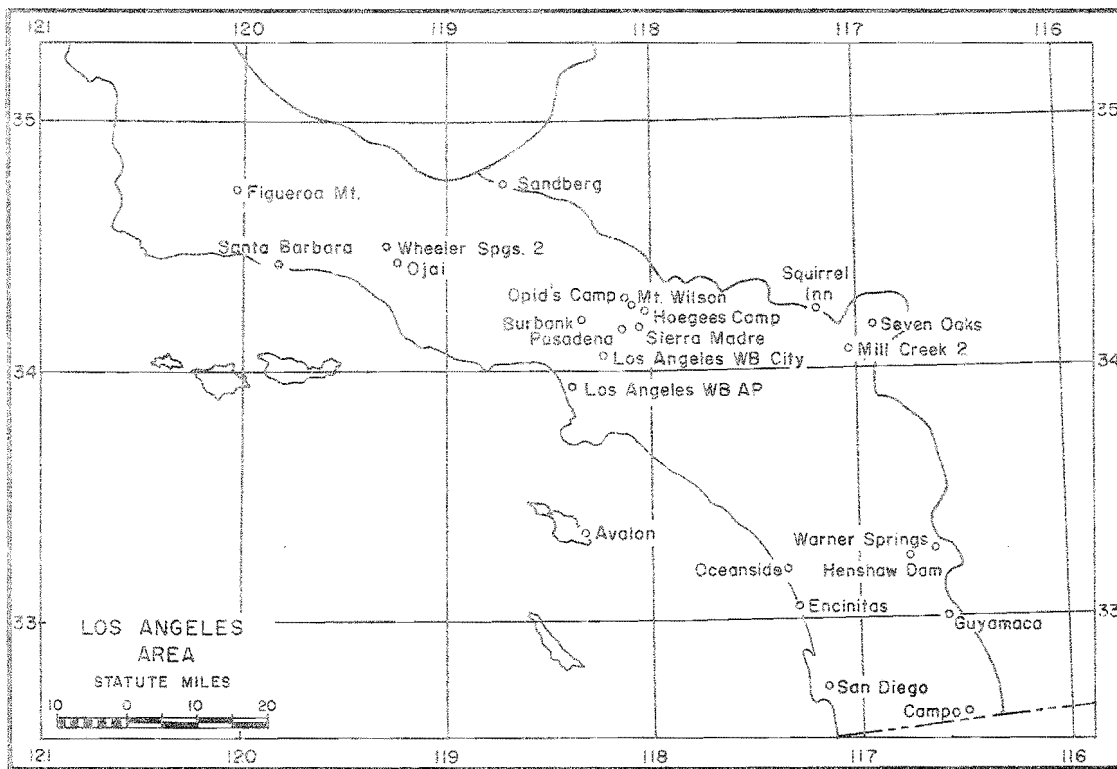 121 120 119 118 117 116
35 35
Sandberg
Figueroa Mt.
Santa Barbara
Wheeler Spgs. 2
Ojai
Squirrel
Inn
Opid's Camp
Mt. Wilson
Hoegees Camp
Burbank
Pasadena
Sierra Madre
Seven Oaks
Mill Creek 2
Los Angeles WB City
34 34
Los Angeles WB AP
Avalon
Warner Springs
Oceanside
Henshaw Dam
Encinitas
33 33
Guyamaca
LOS ANGELES
AREA
STATUTE MILES
10 0 10 20
San Diego
Campo
121 120 119 118 117 116